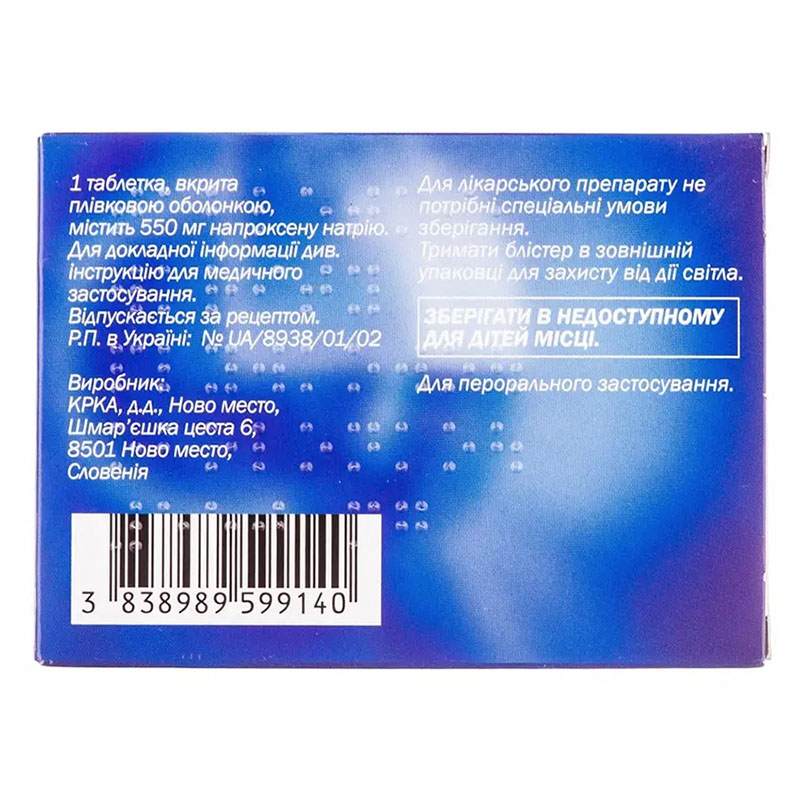 1 таблетка, вкрита
плівковою оболонкою,
містить 550 мг напроксену натрію.
Для докладної інформації див.
інструкцію для медичного
застосування.
Відпускається за рецептом.
Р.П. в Україні: № UA/8938/01/02
Виробник:
КРКА, д.д., Ново место,
Шмар'єшка цеста 6,
8501 Ново место,
Словенія
3 838989 599140
Для лікарського препарату не
потрібні спеціальні умови
зберігання.
Тримати блістер в зовнішній
упаковці для захисту від дії світла.
ЗБЕРІГАТИ В НЕДОСТУПНОМУ
ДЛЯ ДІТЕЙ МІСЦІ.
Для перорального застосування.